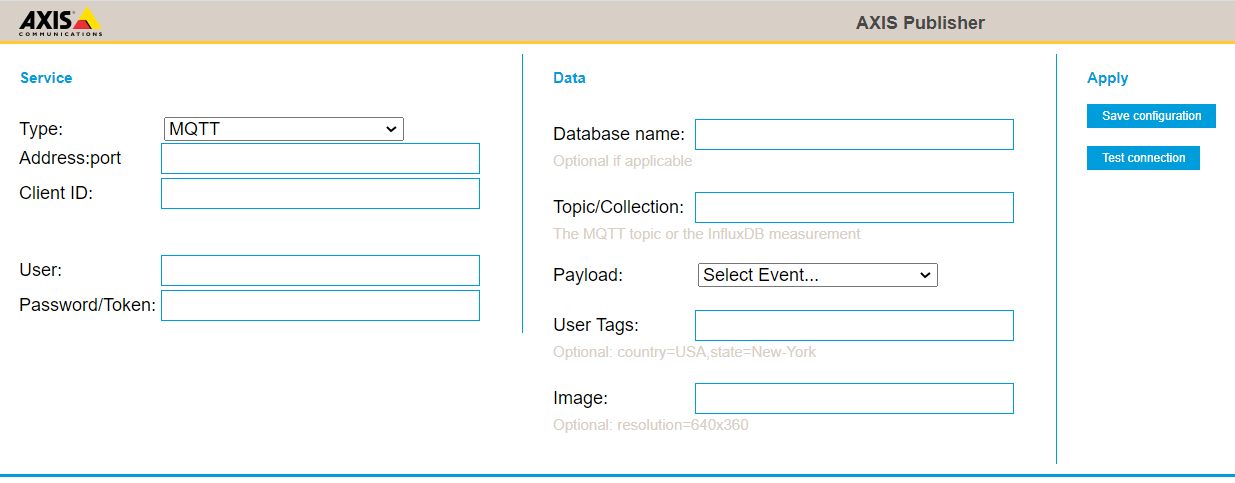 AXIS
COMMUNICATIONS
AXIS Publisher
Service
Type: MQTT
Address:port
Client ID:
User:
Password/Token:
Data
Database name:
Optional if applicable
Topic/Collection:
The MQTT topic or the InfluxDB measurement
Payload: Select Event...
User Tags:
Optional: country=USA,state=New-York
Image:
Optional: resolution=640x360
Apply
Save configuration
Test connection